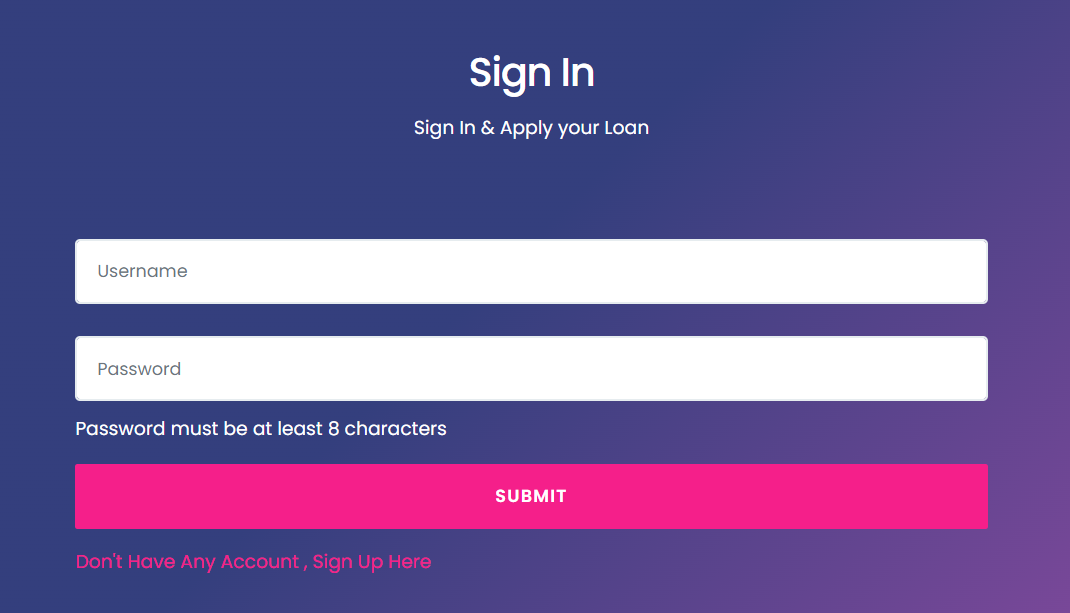 Sign In
Sign In & Apply your Loan
Username
Password
Password must be at least 8 characters
SUBMIT
Don't Have Any Account , Sign Up Here